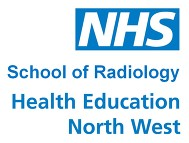 NHS
School of Radiology
Health Education
North West